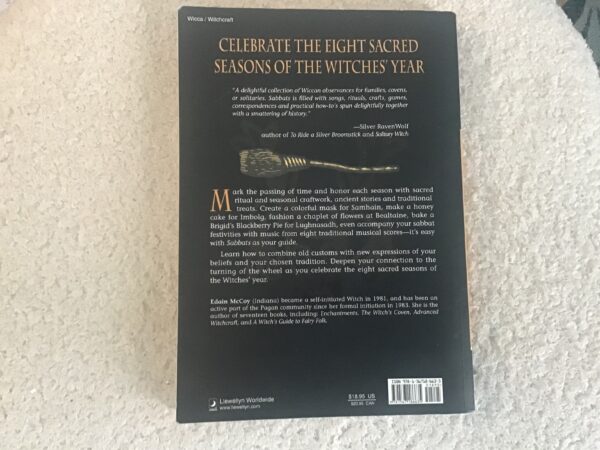 Wicca / Witchcraft
CELEBRATE THE EIGHT SACRED
SEASONS OF THE WITCHES' YEAR
"A delightful collection of Wiccan observances for families, covens,
or solitaries. Sabbats is filled with songs, rituals, crafts, games,
correspondences and practical how-to's spun delightfully together
with a smattering of history."
—Silver RavenWolf
author of To Ride a Silver Broomstick and Solitary Witch
Mark the passing of time and honor each season with sacred
ritual and seasonal craftwork, ancient stories and traditional
treats. Create a colorful mask for Samhain, make a honey
cake for Imbolg, fashion a chaplet of flowers at Bealtaine, bake a
Brigid's Blackberry Pie for Lughnasadh, even accompany your sabbat
festivities with music from eight traditional musical scores—it's easy
with Sabbats as your guide.
Learn how to combine old customs with new expressions of your
beliefs and your chosen tradition. Deepen your connection to the
turning of the wheel as you celebrate the eight sacred seasons of
the Witches' year.
Edain McCoy (Indiana) became a self-initiated Witch in 1981, and has been an
active part of the Pagan community since her formal initiation in 1983. She is the
author of seventeen books, including: Enchantments, The Witch's Coven, Advanced
Witchcraft, and A Witch's Guide to Faery Folk.
Llewellyn Worldwide
www.llewellyn.com
$18.95 US